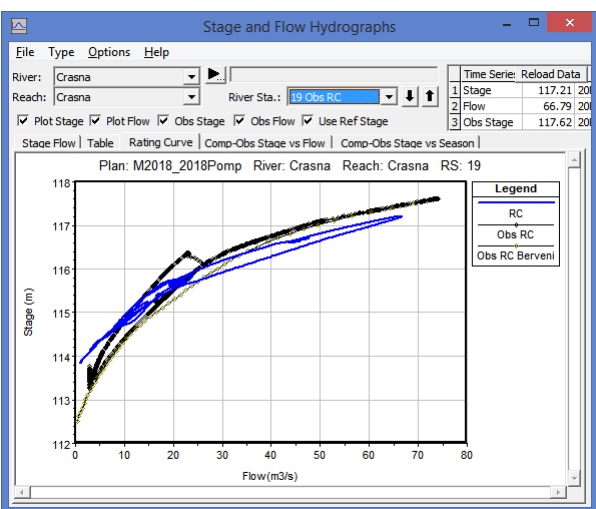 Stage and Flow Hydrographs
File Type Options Help
River: Crasna
Reach: Crasna River Sta.: 19 Obs RC
Plot Stage Plot Flow Obs Stage Obs Flow Use Ref Stage
Time Series Reload Data
1 Stage 117.21
2 Flow 66.79
3 Obs Stage 117.62
Stage Flow Table Rating Curve Comp-Obs Stage vs Flow Comp-Obs Stage vs Season
Plan: M2018_2018Pomp River: Crasna Reach: Crasna RS: 19
Legend
RC
Obs RC
Obs RC Berveni
Stage (m)
118
117
116
115
114
113
112
0 10 20 30 40 50 60 70 80
Flow(m3/s)